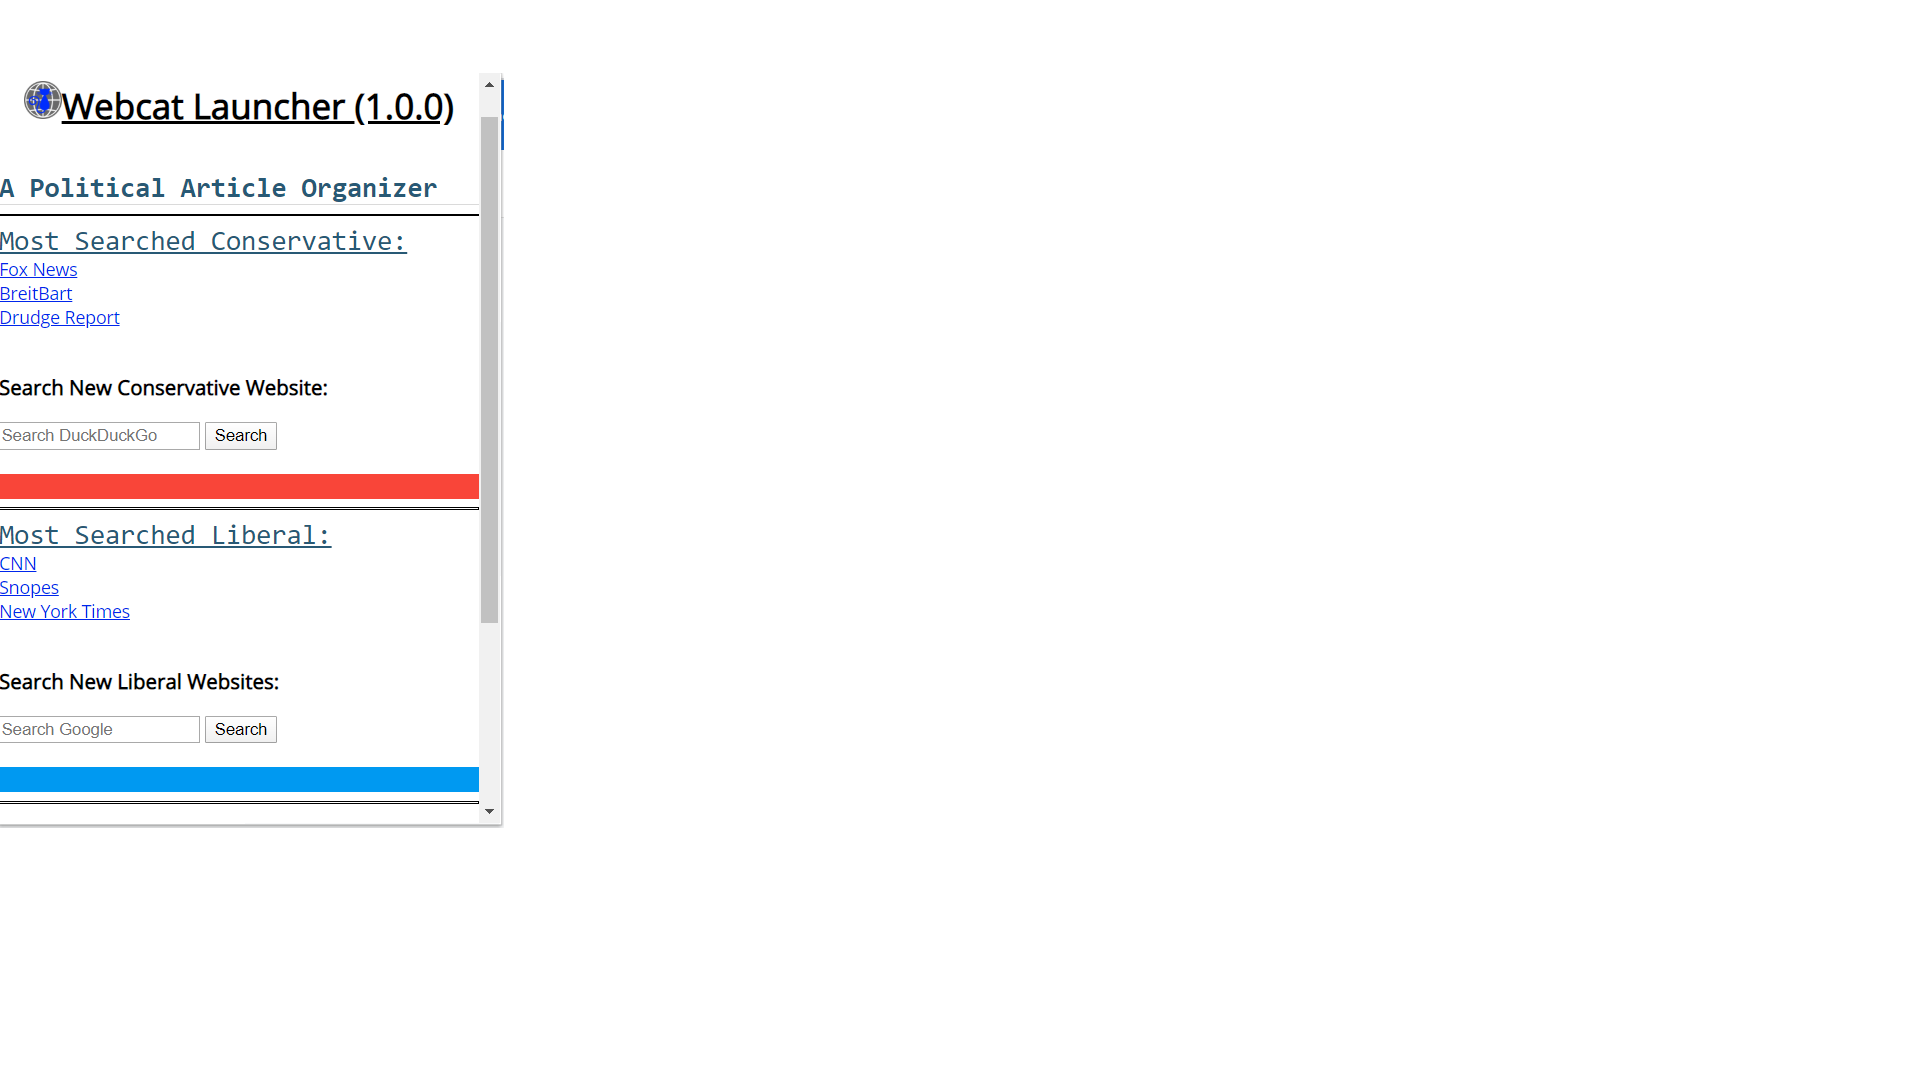 Webcat Launcher (1.0.0)
A Political Article Organizer
Most Searched Conservative:
Fox News
BreitBart
Drudge Report
Search New Conservative Website:
Search DuckDuckGo Search
Most Searched Liberal:
CNN
Snopes
New York Times
Search New Liberal Websites:
Search Google Search